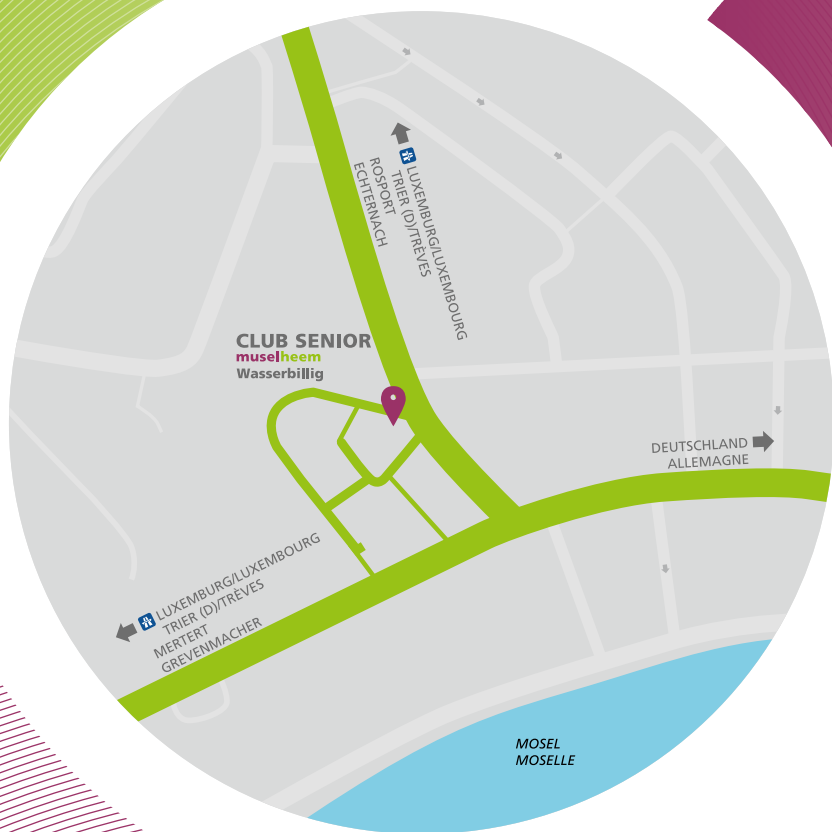 LUXEMBURG/LUXEMBOURG
TRIER (D)/TRÈVES
ROSPORT
ECHTERNACH
CLUB SENIOR
muselheem
Wasserbillig
DEUTSCHLAND
ALLEMAGNE
LUXEMBURG/LUXEMBOURG
TRIER (D)/TRÈVES
MERTERT
GREVENMACHER
MOSEL
MOSELLE